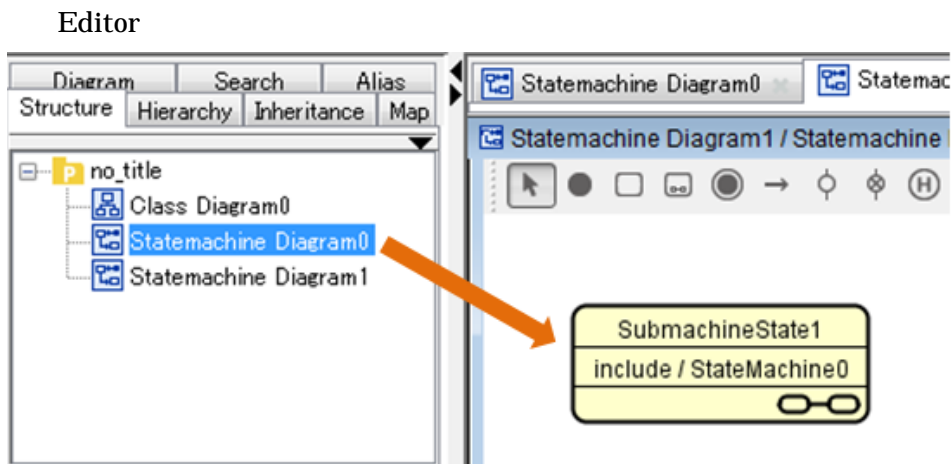 Editor
Diagram Search Alias
Structure Hierarchy Inheritance Map
no_title
Class Diagram0
Statemachine Diagram0
Statemachine Diagram1
Statemachine Diagram0 Statemac
Statemachine Diagram1 / Statemachine
H
SubmachineState1
include / StateMachine0